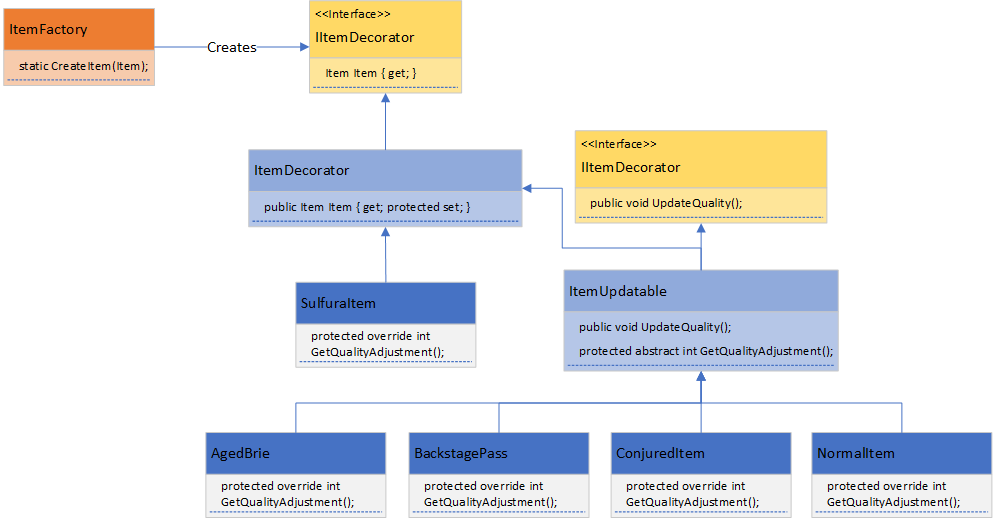 ItemFactory
static CreateItem(Item);
Creates
<<Interface>>
IItemDecorator
Item Item { get; }
ItemDecorator
public Item Item { get; protected set; }
<<Interface>>
IItemDecorator
public void UpdateQuality();
SulfuraItem
protected override int
GetQualityAdjustment();
ItemUpdatable
public void UpdateQuality();
protected abstract int GetQualityAdjustment();
AgedBrie
protected override int
GetQualityAdjustment();
BackstagePass
protected override int
GetQualityAdjustment();
ConjuredItem
protected override int
GetQualityAdjustment();
NormalItem
protected override int
GetQualityAdjustment();